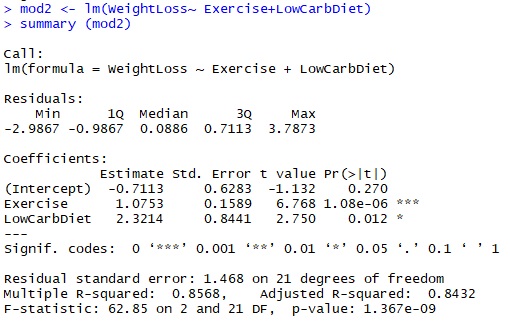 > mod2 <- lm(WeightLoss~ Exercise+LowCarbDiet)
> summary (mod2)
Call:
lm(formula = WeightLoss ~ Exercise + LowCarbDiet)
Residuals:
Min 1Q Median 3Q Max
-2.9867 -0.9867 0.0886 0.7113 3.7873
Coefficients:
Estimate Std. Error t value Pr(>|t|)
(Intercept) -0.7113 0.6283 -1.132 0.270
Exercise 1.0753 0.1589 6.768 1.08e-06 ***
LowCarbDiet 2.3214 0.8441 2.750 0.012 *
---
Signif. codes: 0 ‘***’ 0.001 ‘**’ 0.01 ‘*’ 0.05 ‘.’ 0.1 ‘ ’ 1
Residual standard error: 1.468 on 21 degrees of freedom
Multiple R-squared: 0.8568, Adjusted R-squared: 0.8432
F-statistic: 62.85 on 2 and 21 DF, p-value: 1.367e-09